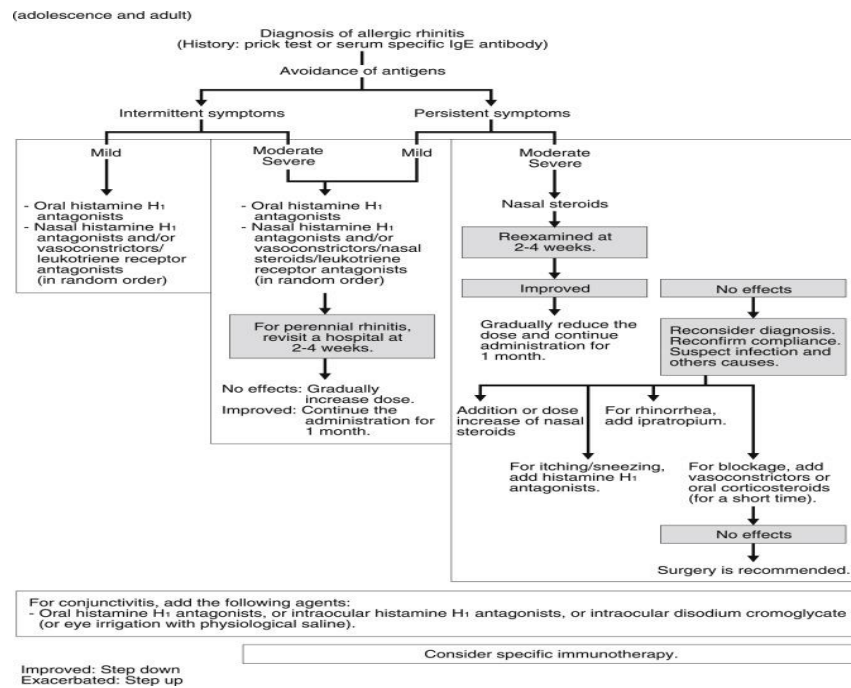 (adolescence and adult)
Diagnosis of allergic rhinitis
(History: prick test or serum specific IgE antibody)
Avoidance of antigens
Intermittent symptoms
Persistent symptoms
Mild
Moderate
Severe
Mild
Moderate
Severe
- Oral histamine H1
antagonists
- Nasal histamine H1
antagonists and/or
vasoconstrictors/
leukotriene receptor
antagonists
(in random order)
- Oral histamine H1
antagonists
- Nasal histamine H1
antagonists and/or
vasoconstrictors/nasal
steroids/leukotriene
receptor antagonists
(in random order)
For perennial rhinitis,
revisit a hospital at
2-4 weeks.
No effects: Gradually
increase dose.
Improved: Continue the
administration for
1 month.
Nasal steroids
Reexamined at
2-4 weeks.
Improved
No effects
Gradually reduce the
dose and continue
administration for
1 month.
Reconsider diagnosis.
Reconfirm compliance.
Suspect infection and
others causes.
Addition or dose
increase of nasal
steroids
For rhinorrhea,
add ipratropium.
For itching/sneezing,
add histamine H1
antagonists.
For blockage, add
vasoconstrictors or
oral corticosteroids
(for a short time).
No effects
Surgery is recommended.
For conjunctivitis, add the following agents:
- Oral histamine H1 antagonists, or intraocular histamine H1 antagonists, or intraocular disodium cromoglycate
(or eye irrigation with physiological saline).
Consider specific immunotherapy.
Improved: Step down
Exacerbated: Step up